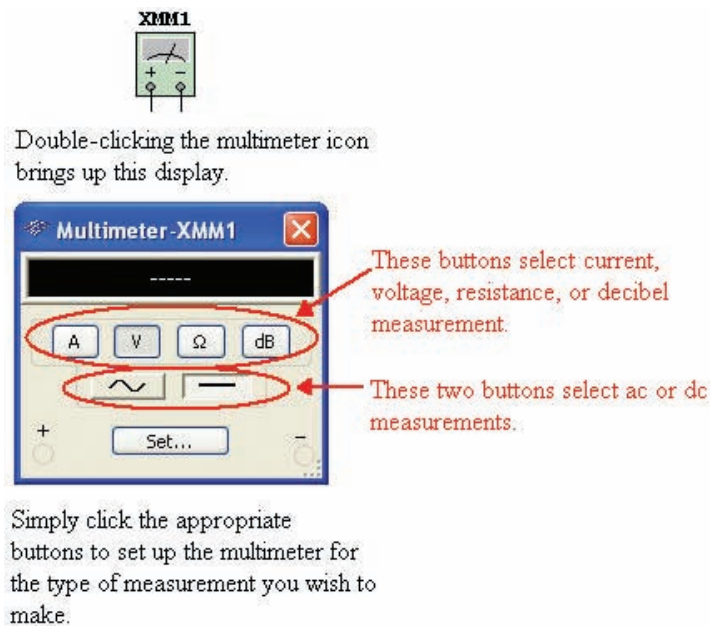 XMM1
+ −
Double-clicking the multimeter icon
brings up this display.
Multimeter-XMM1
-----
These buttons select current,
voltage, resistance, or decibel
measurement.
A V Ω dB
These two buttons select ac or dc
measurements.
+ Set... −
Simply click the appropriate
buttons to set up the multimeter for
the type of measurement you wish to
make.